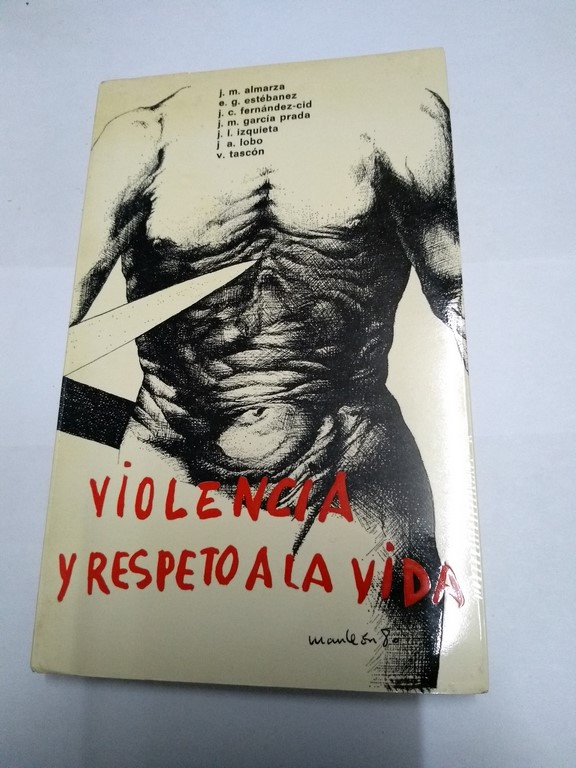 j. m. almarza
e. g. estébanez
j. c. fernández-cid
j. m. garcía prada
j. l. izquieta
j a. lobo
v. tascón
VIOLENCIA
Y RESPETO A LA VIDA